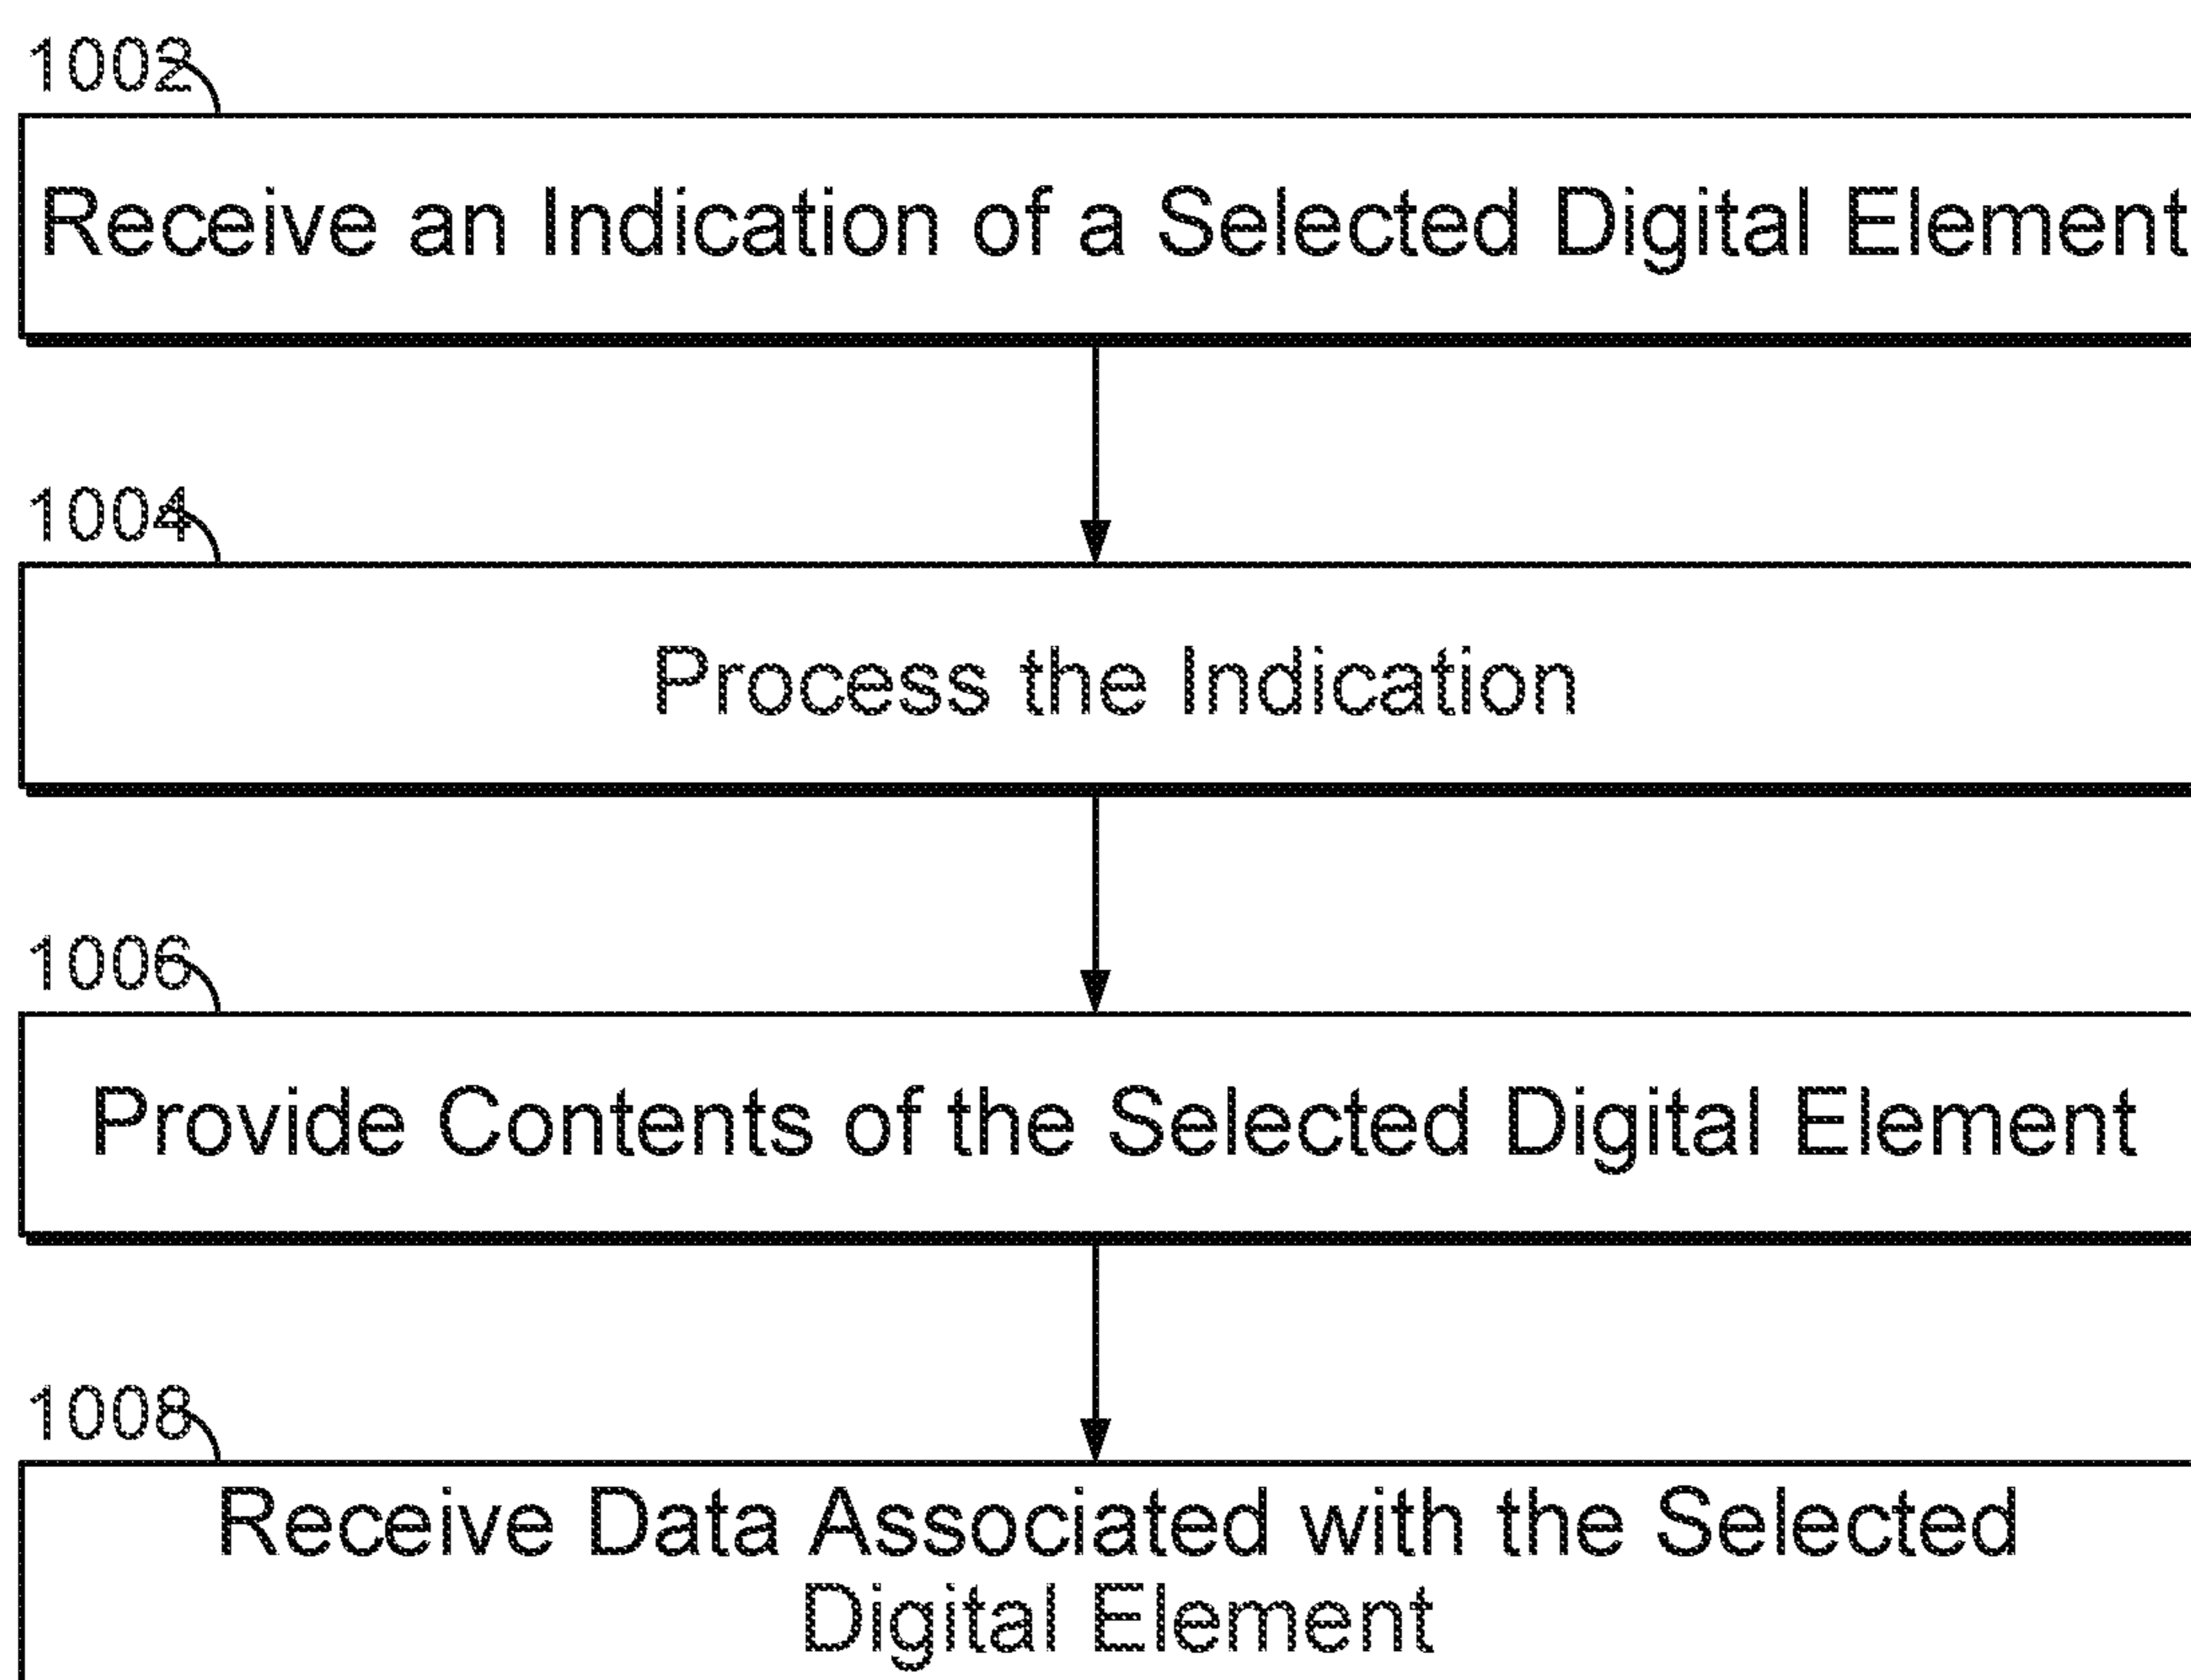 1002
Receive an Indication of a Selected Digital Element
1004
Process the Indication
1006
Provide Contents of the Selected Digital Element
1008
Receive Data Associated with the Selected
Digital Element